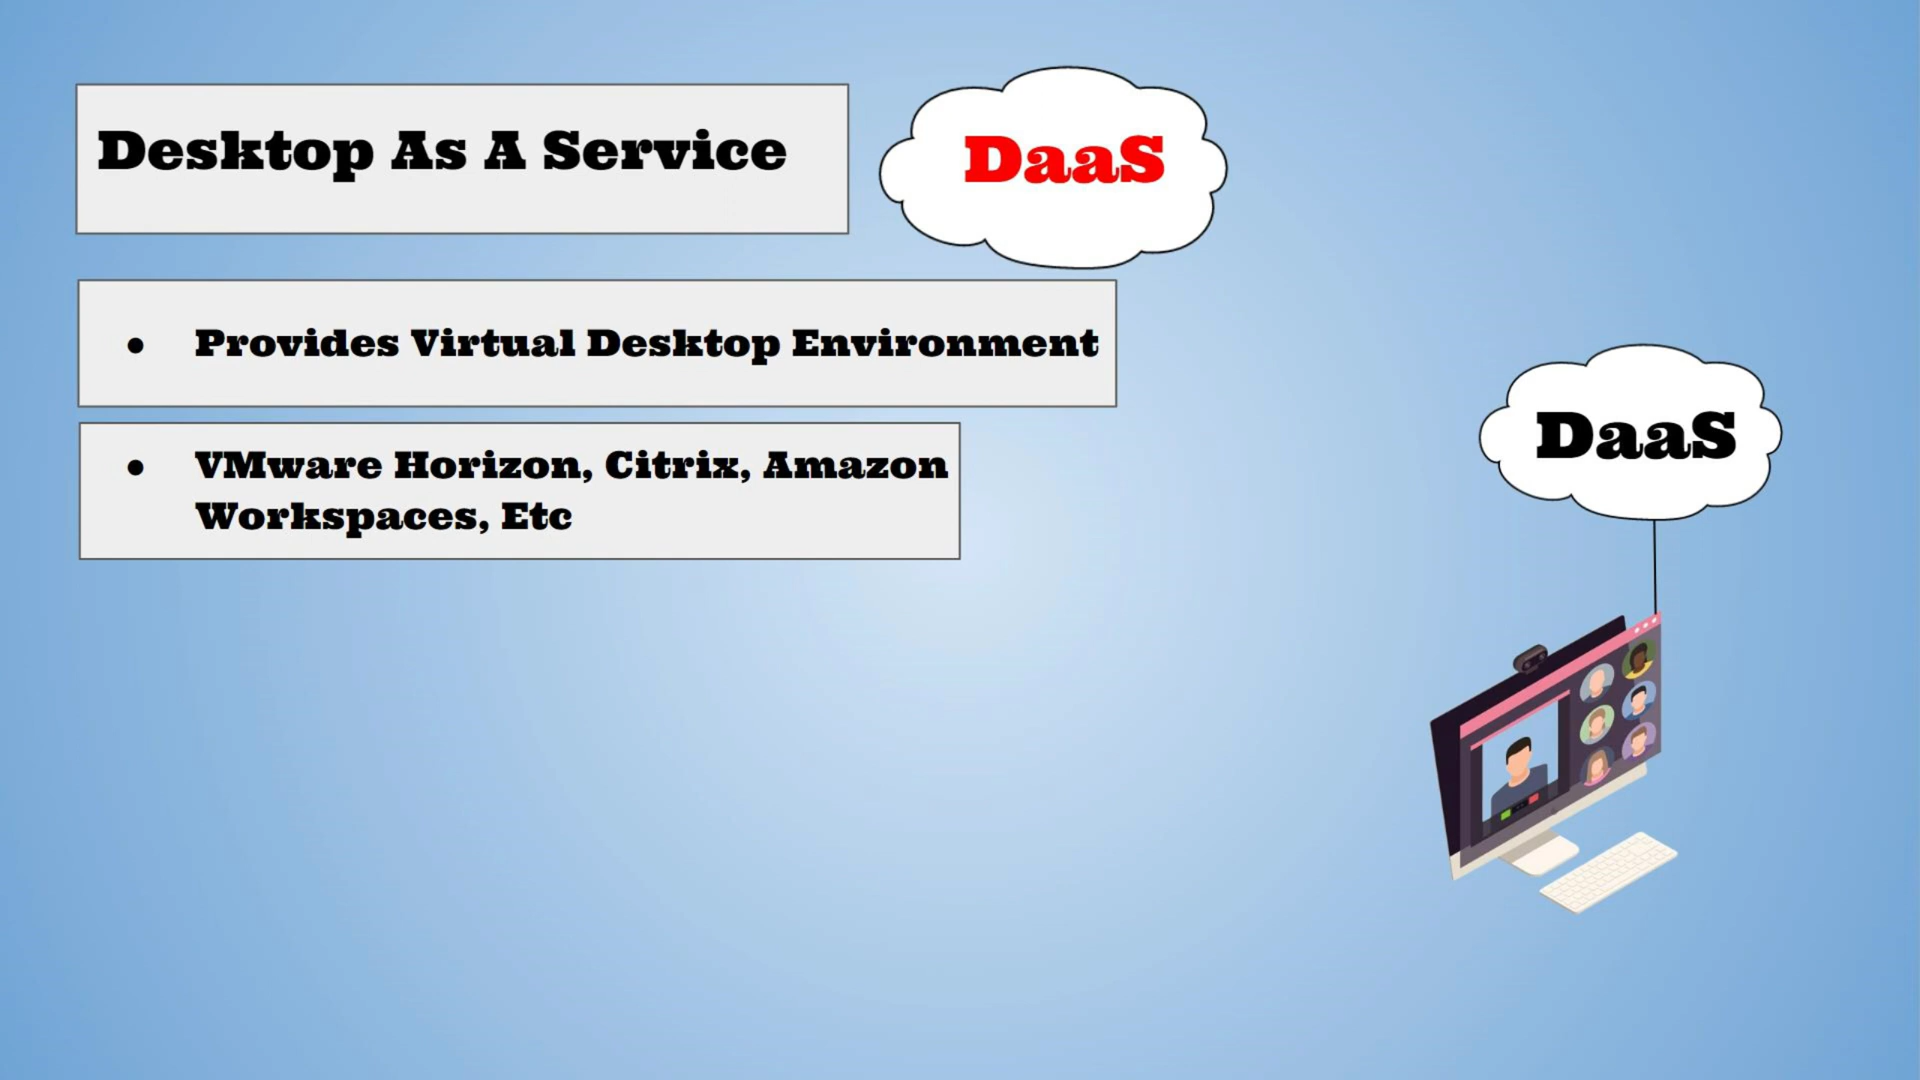 Desktop As A Service
DaaS
● Provides Virtual Desktop Environment
● VMware Horizon, Citrix, Amazon
Workspaces, Etc
DaaS